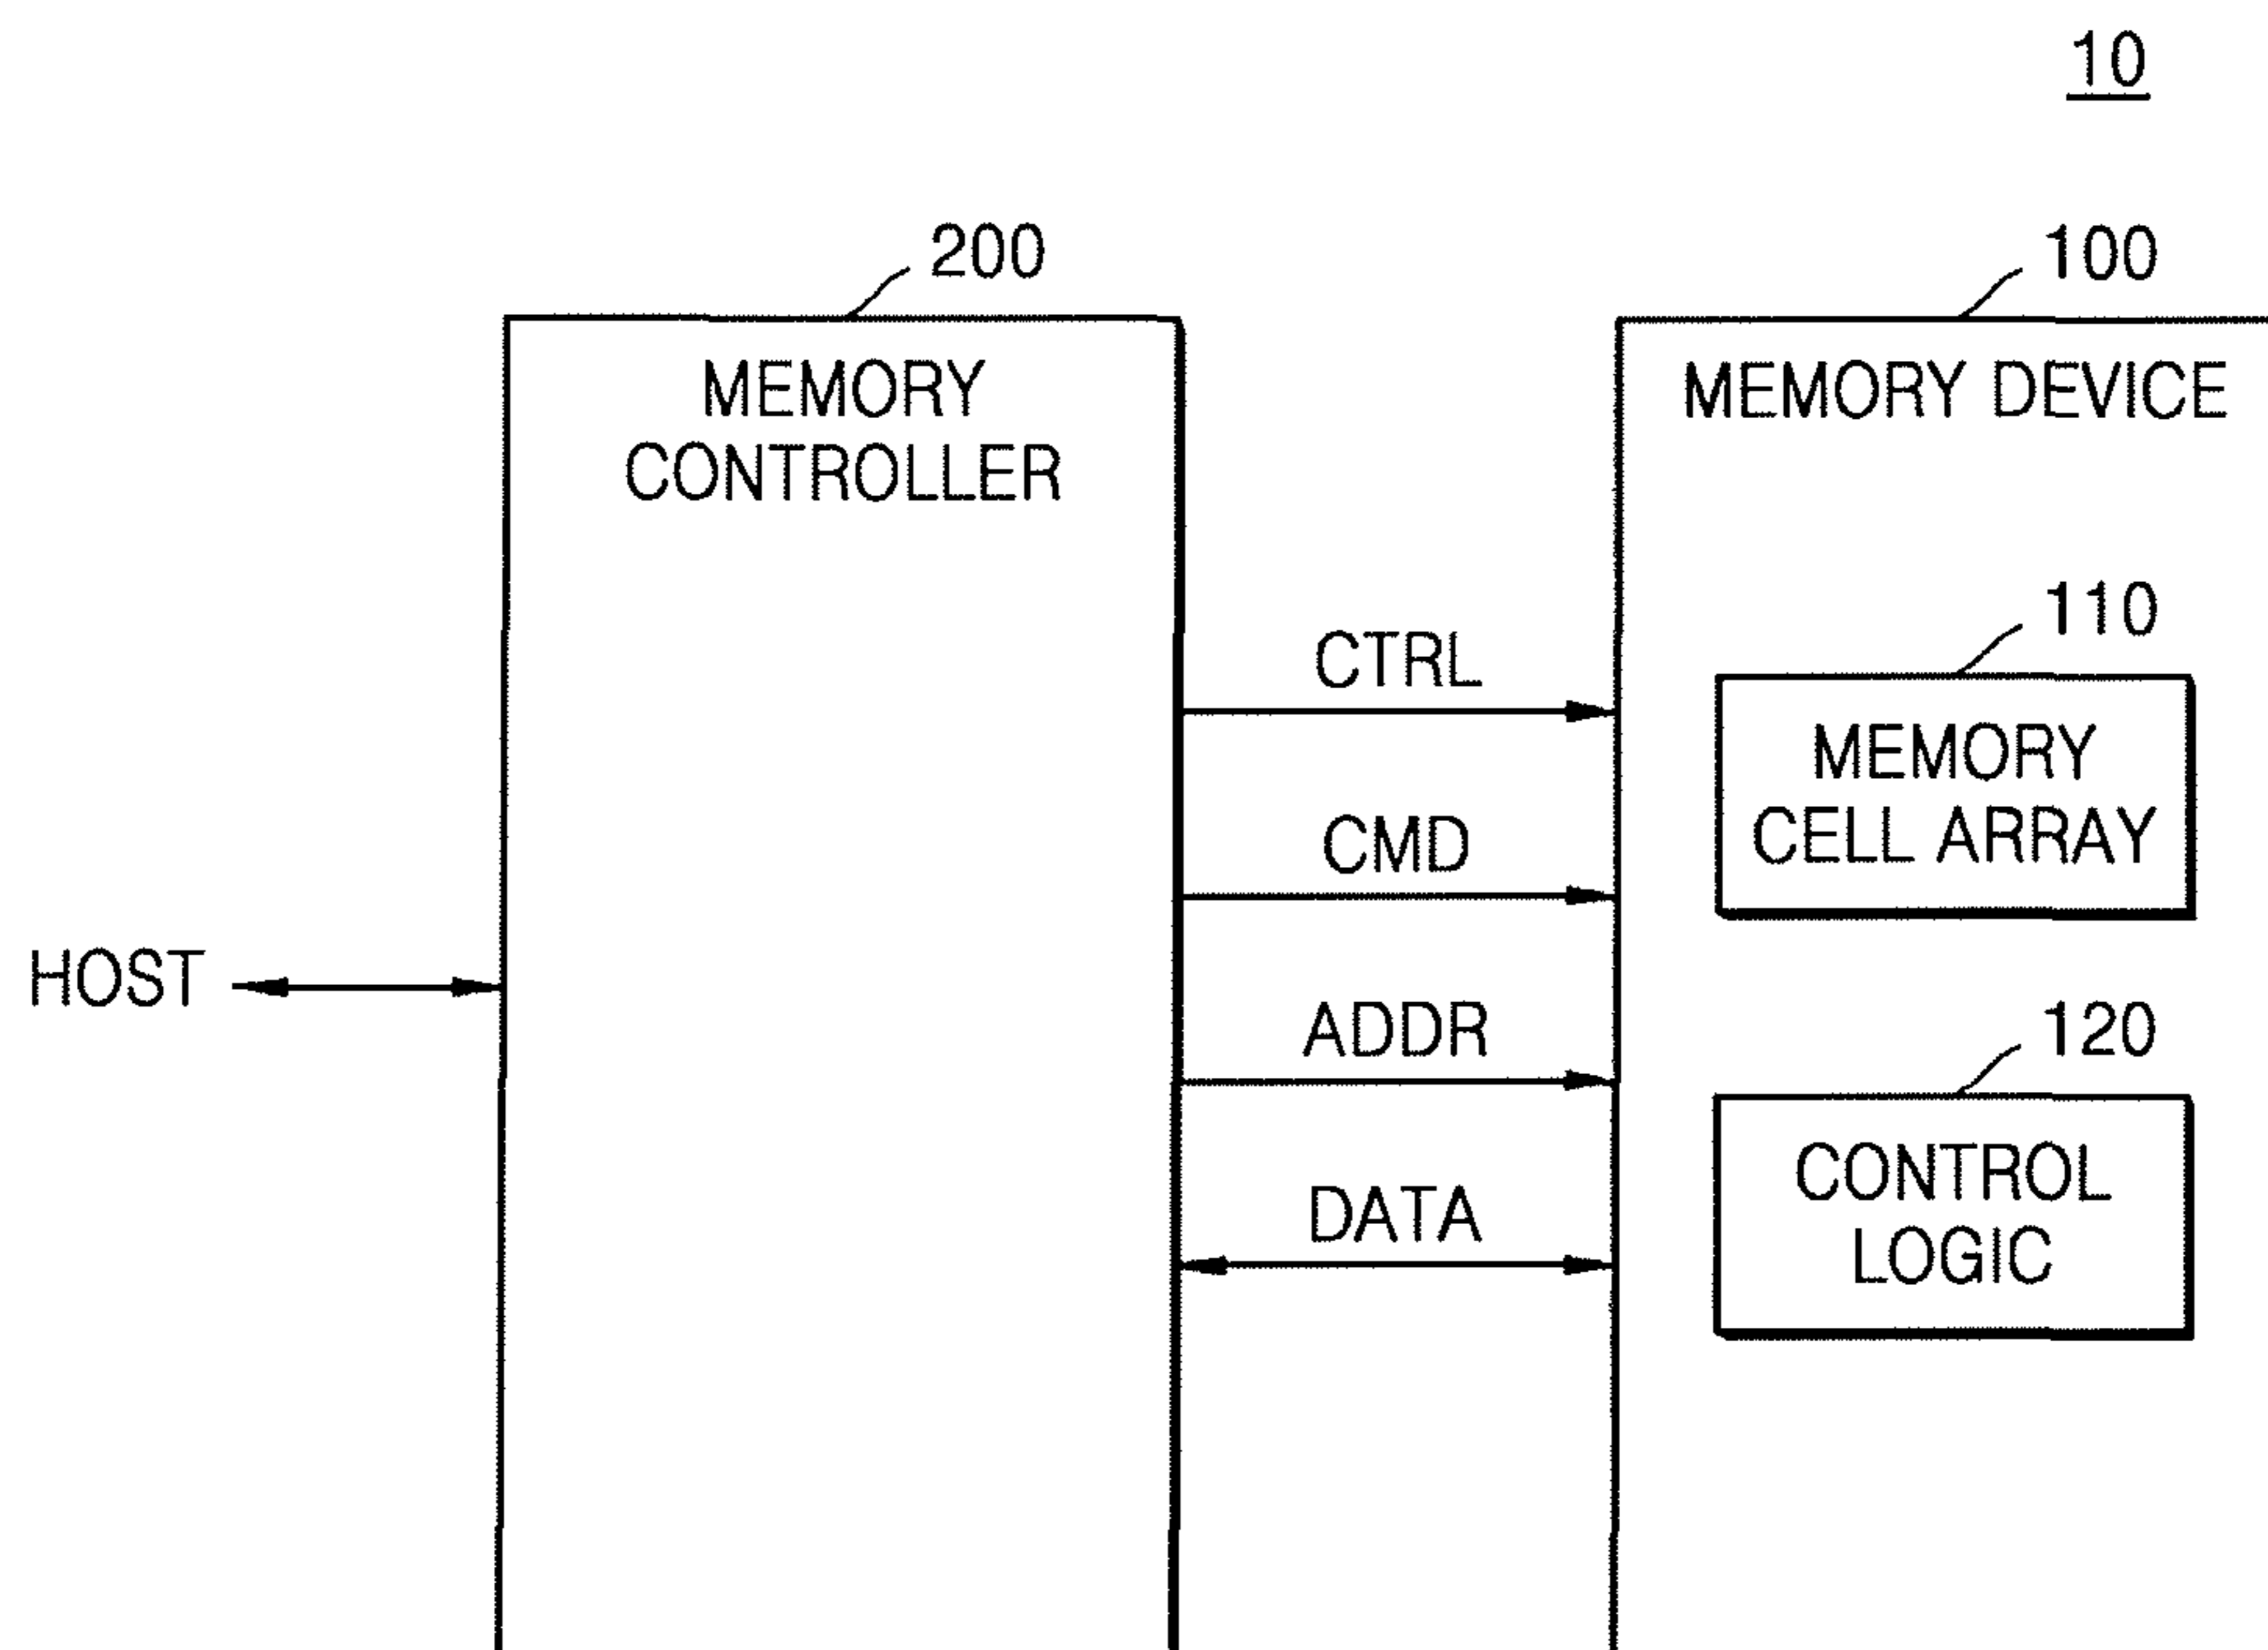 10
200
100
MEMORY
CONTROLLER
MEMORY DEVICE
110
CTRL
MEMORY
CELL ARRAY
CMD
HOST
ADDR
120
CONTROL
LOGIC
DATA